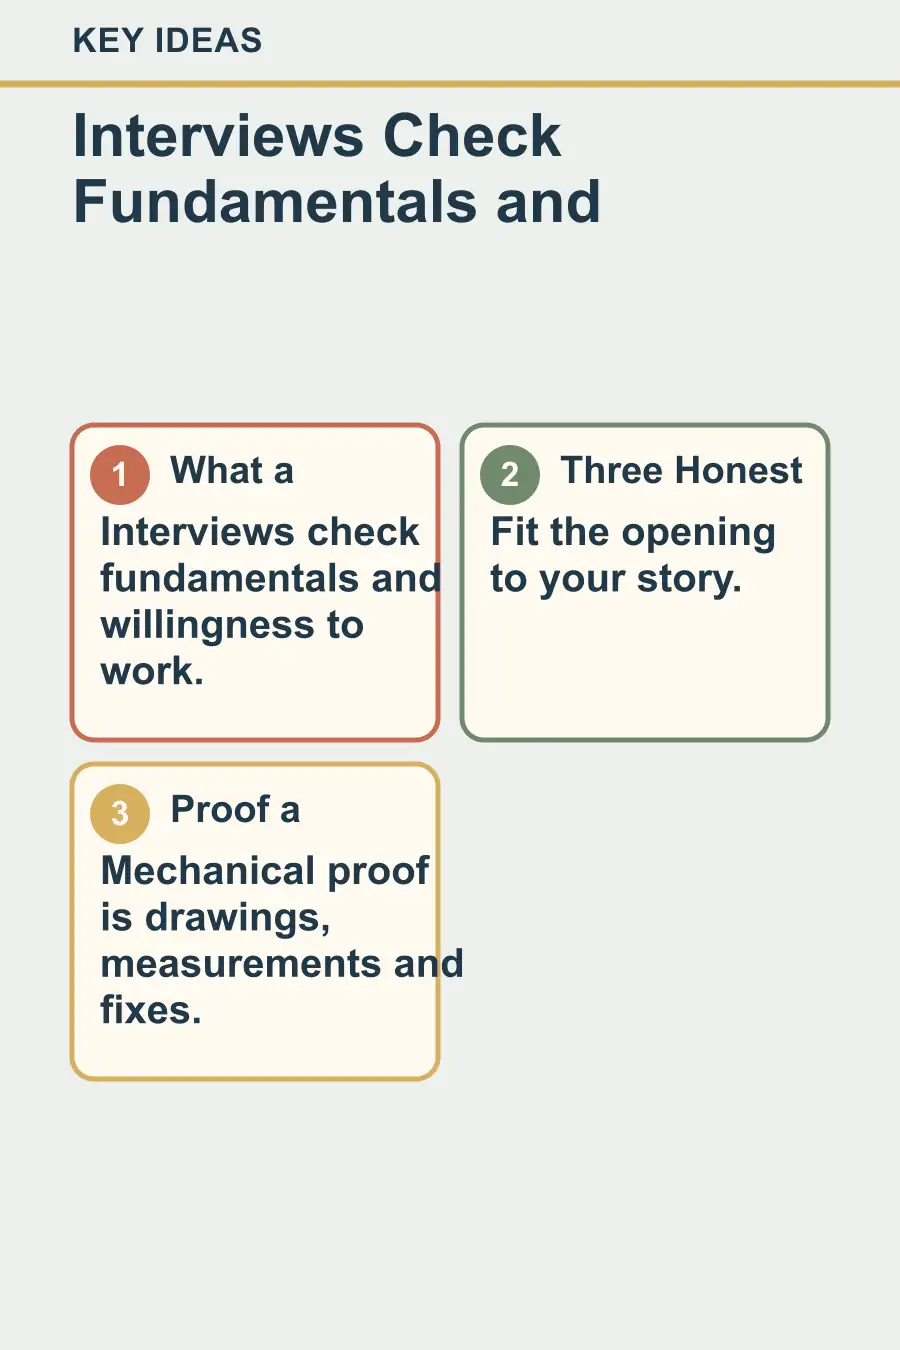 KEY IDEAS
Interviews Check
Fundamentals and
1 What a
Interviews check
fundamentals and
willingness to
work.
2 Three Honest
Fit the opening
to your story.
3 Proof a
Mechanical proof
is drawings,
measurements and
fixes.